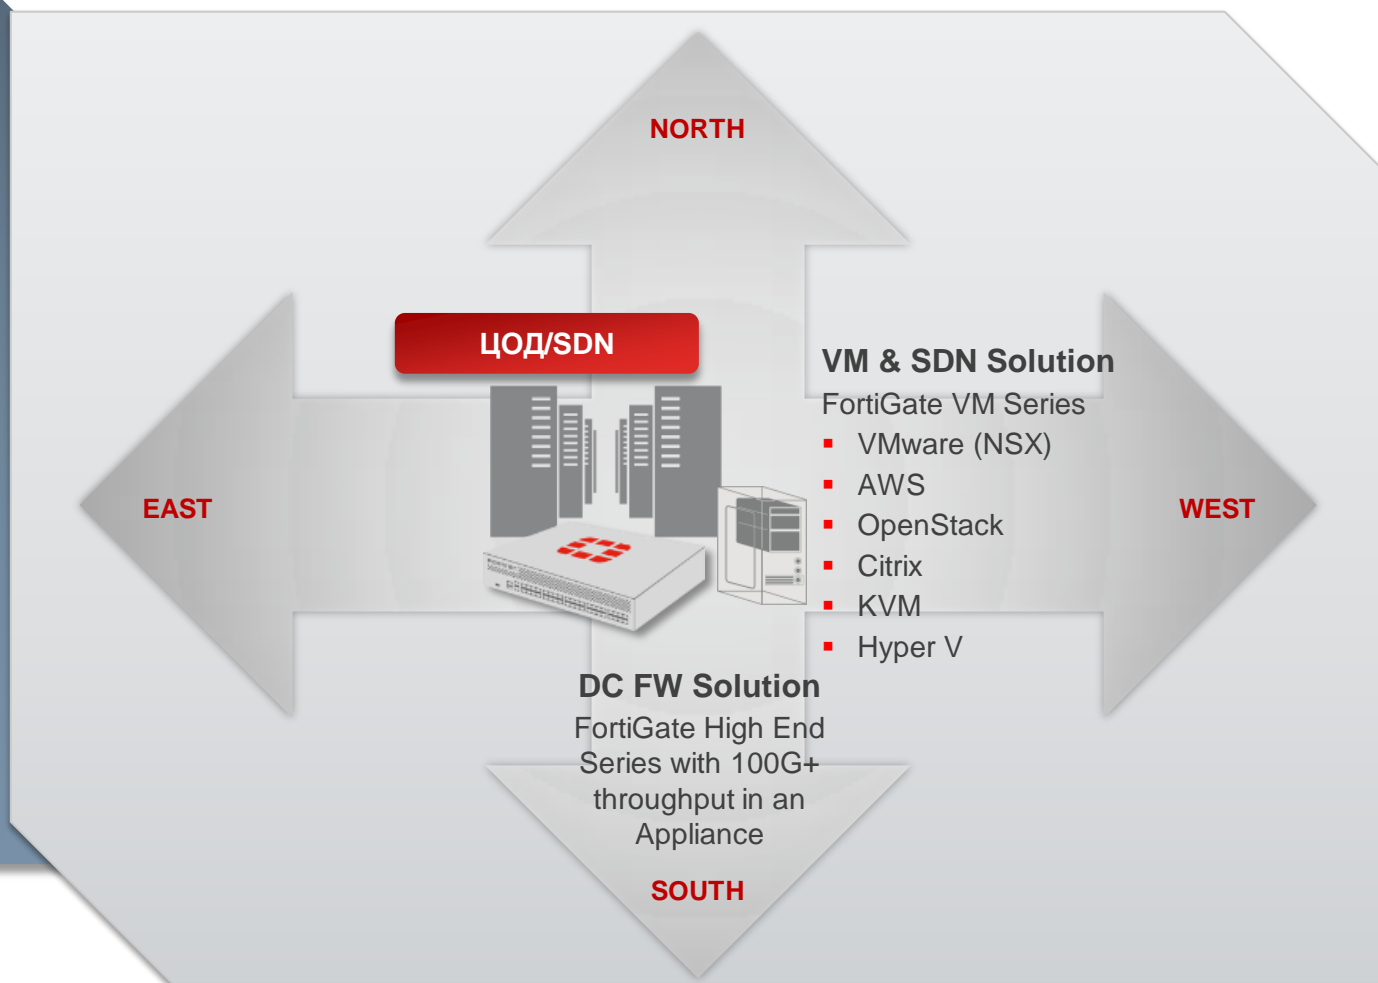 NORTH
ЦОД/SDN
VM & SDN Solution
FortiGate VM Series
VMware (NSX)
AWS
OpenStack
Citrix
KVM
Hyper V
EAST
WEST
DC FW Solution
FortiGate High End
Series with 100G+
throughput in an
Appliance
SOUTH